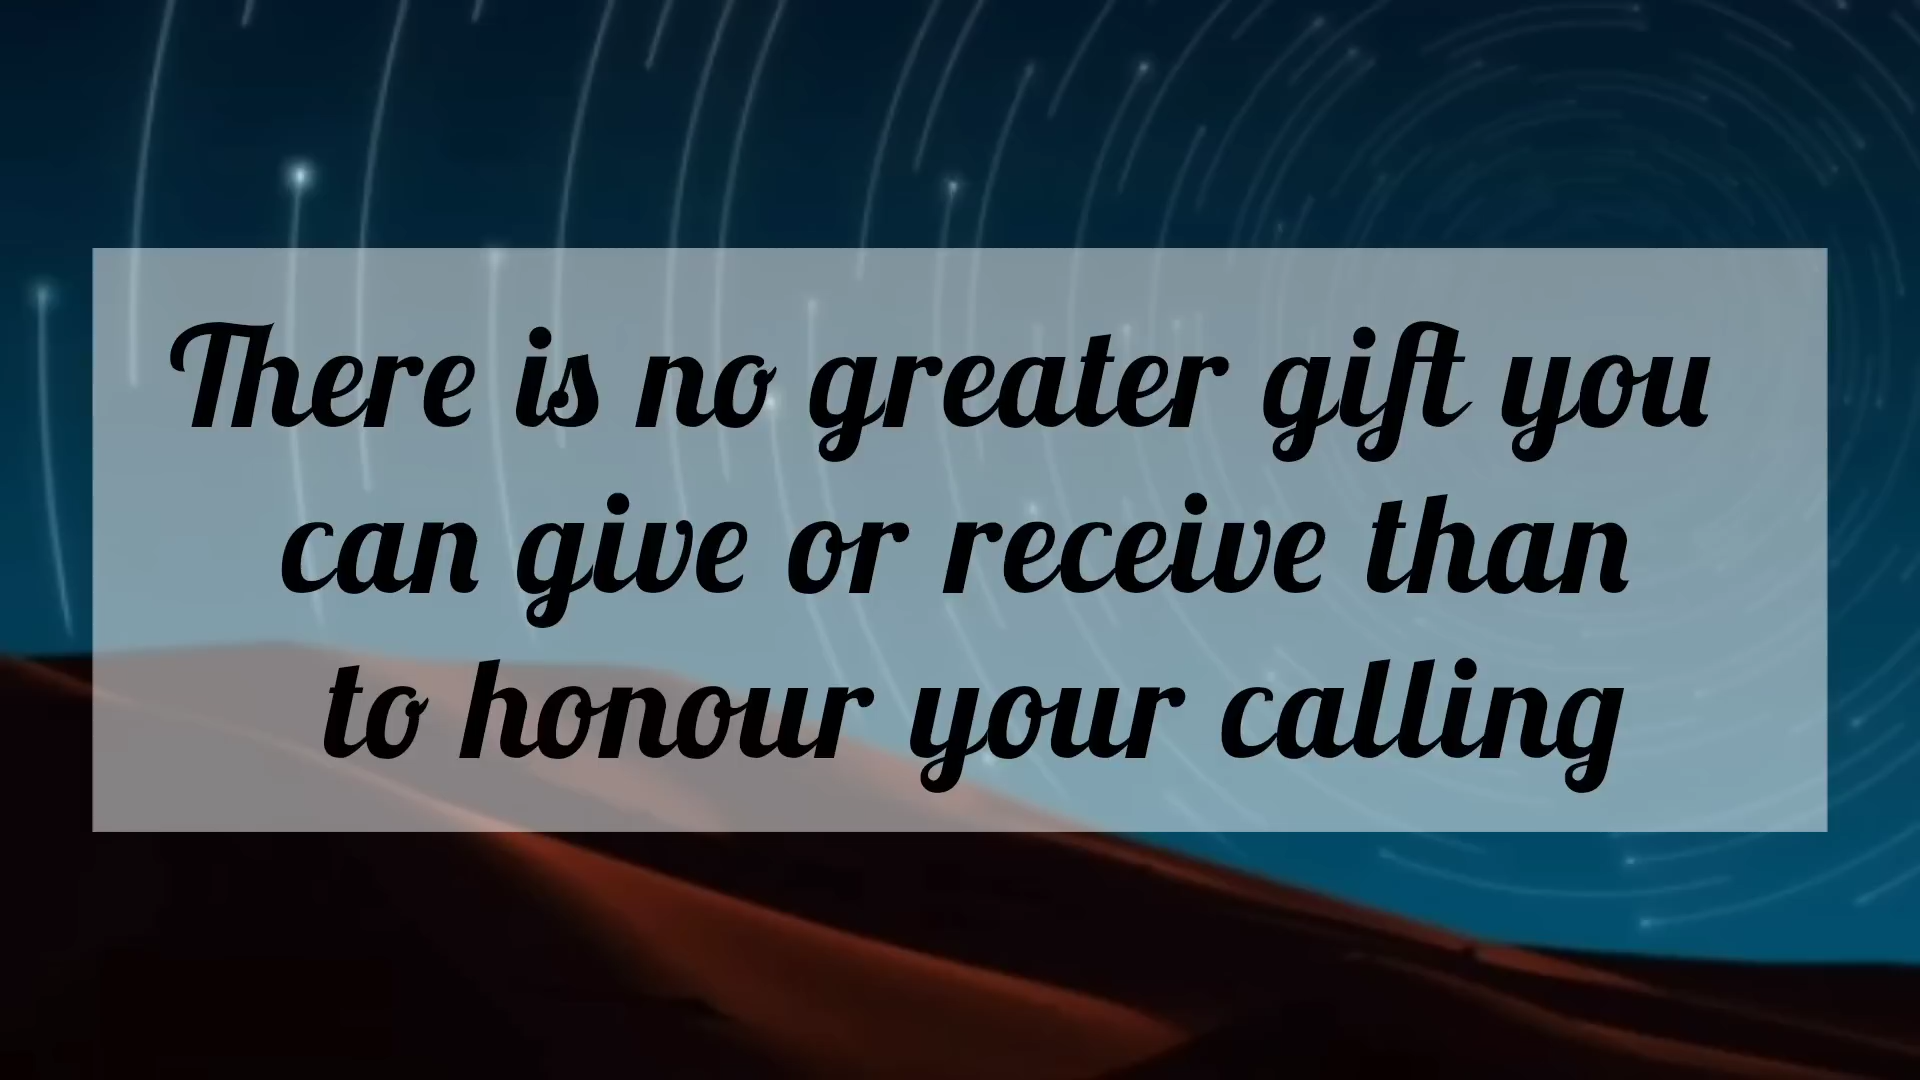 There is no greater gift you
can give or receive than
to honour your calling